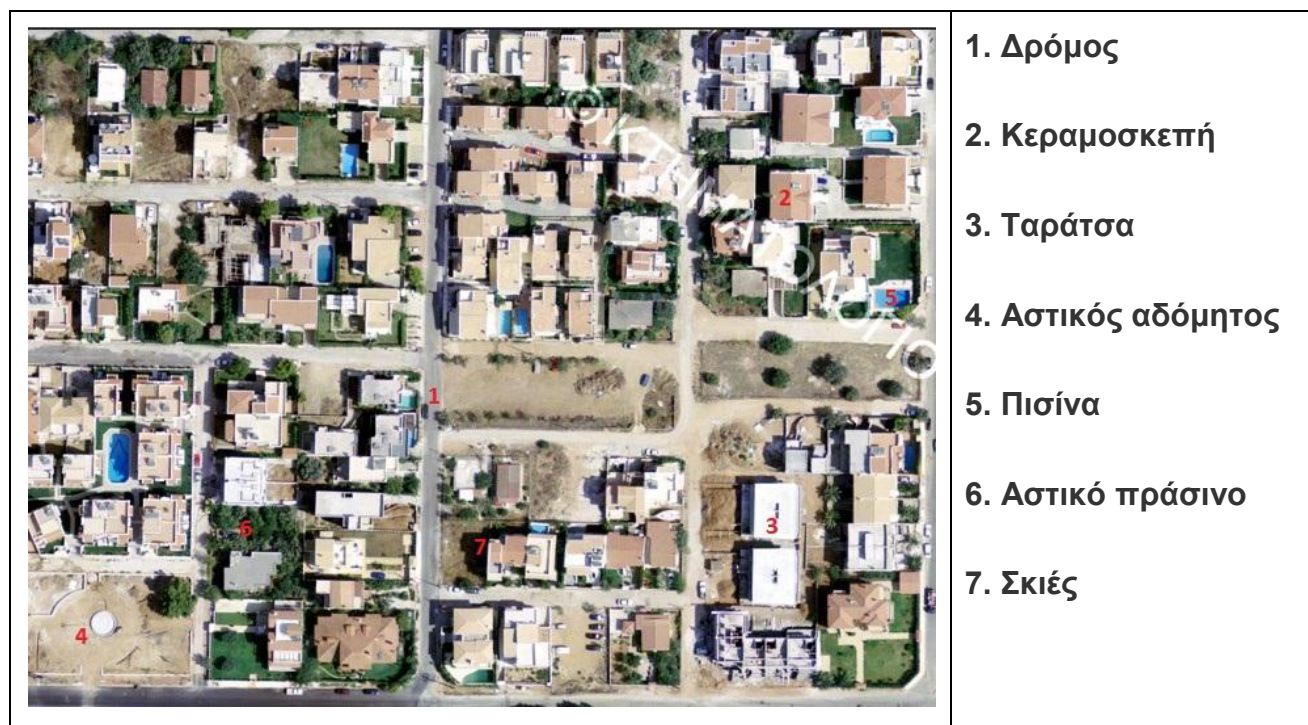 © ΚΤΗΜΑΤΟΛΟΓΙΟ
2
5
1
3
6
7
4
1. Δρόμος
2. Κεραμοσκεπή
3. Ταράτσα
4. Αστικός αδόμητος
5. Πισίνα
6. Αστικό πράσινο
7. Σκιές